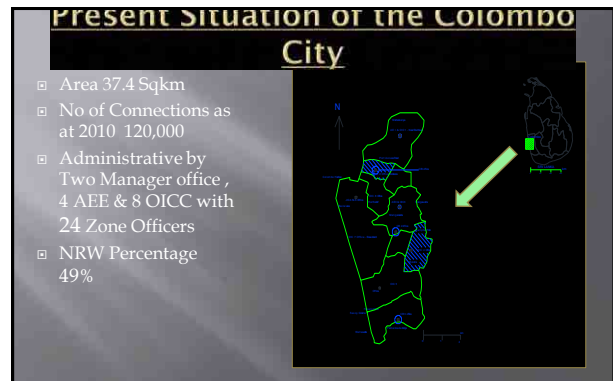 Present Situation of the Colombo
City
Area 37.4 Sqkm
No of Connections as
at 2010 120,000
Administrative by
Two Manager office ,
4 AEE & 8 OICC with
24 Zone Officers
NRW Percentage
49%
N